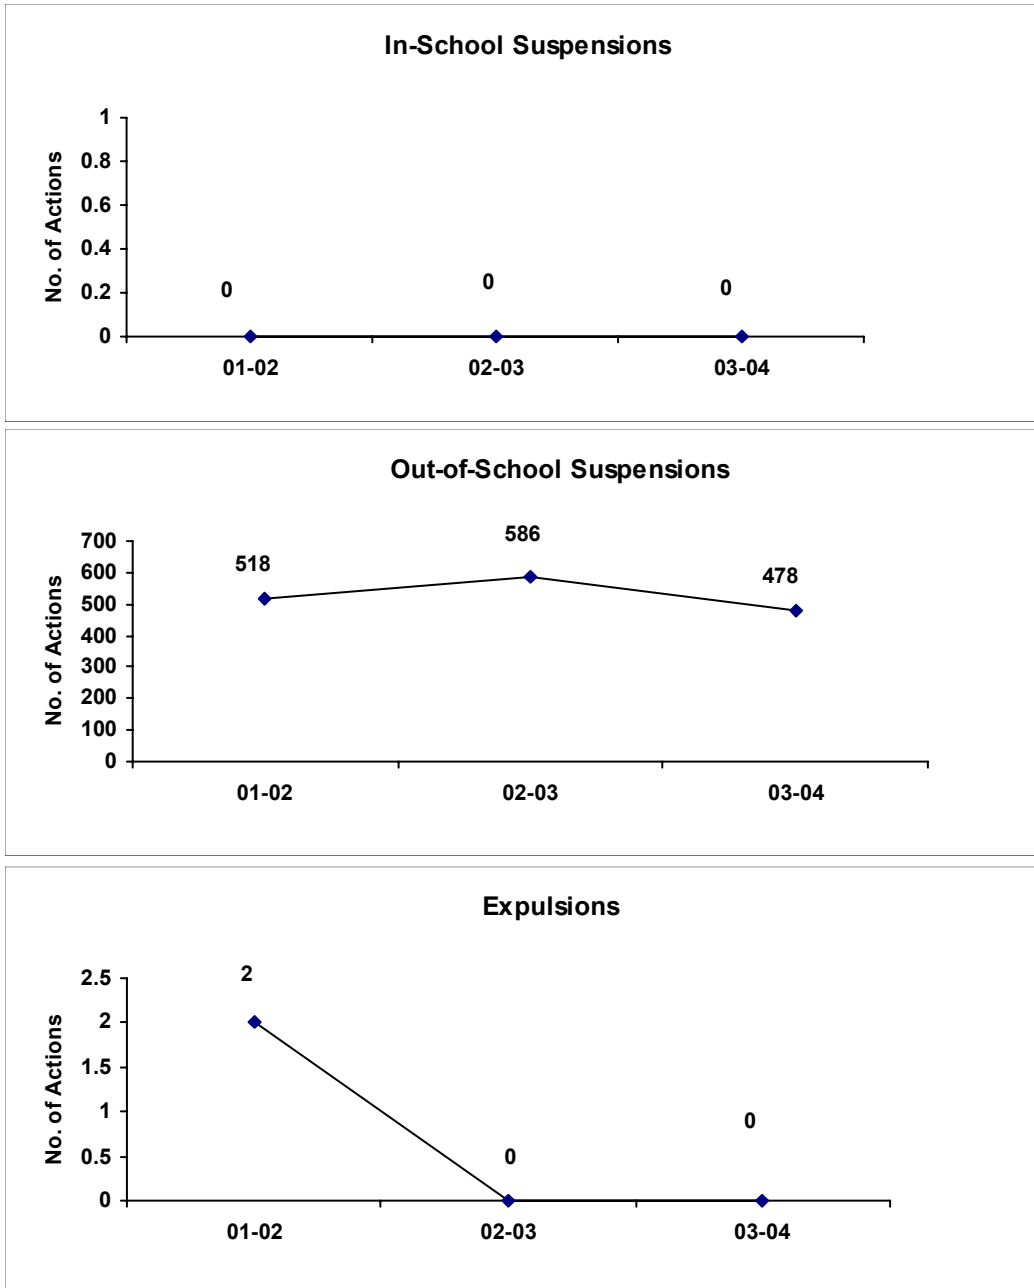 In-School Suspensions
1
0.8
0.6
0.4
0.2
0
No. of Actions
0 0 0
01-02 02-03 03-04
Out-of-School Suspensions
700
600
500
400
300
200
100
0
No. of Actions
518 586 478
01-02 02-03 03-04
Expulsions
2.5
2
1.5
1
0.5
0
No. of Actions
2 0 0
01-02 02-03 03-04